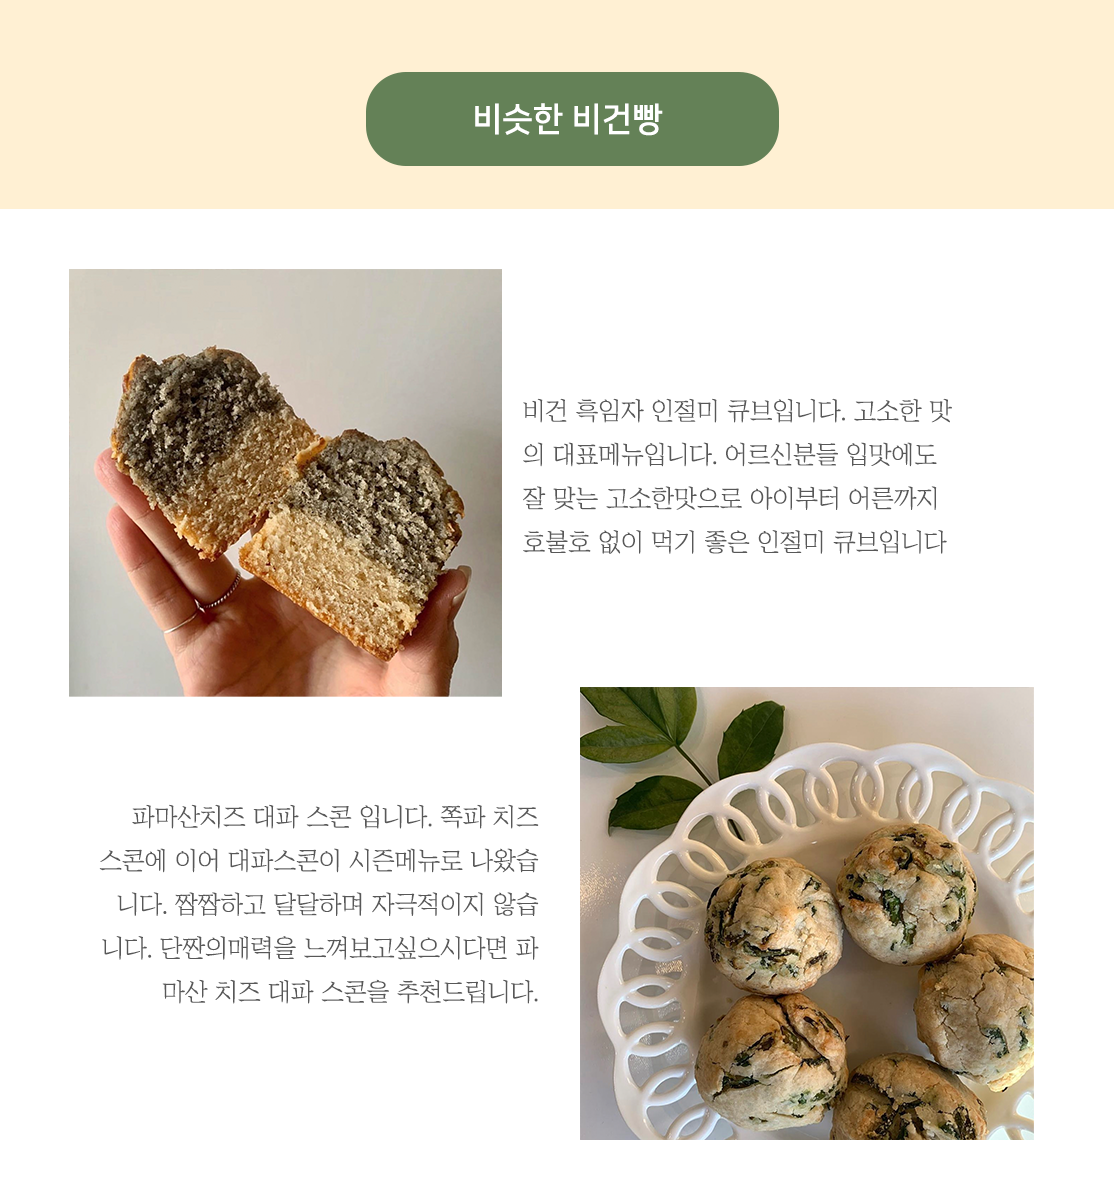 비슷한 비건빵
비건 흑임자 인절미 큐브입니다. 고소한 맛
의 대표메뉴입니다. 어르신분들 입맛에도
잘 맞는 고소한맛으로 아이부터 어른까지
호불호 없이 먹기 좋은 인절미 큐브입니다
파마산치즈 대파 스콘 입니다. 쪽파 치즈
스콘에 이어 대파스콘이 시즌메뉴로 나왔습
니다. 짭짭하고 달달하며 자극적이지 않습
니다. 단짠의매력을 느껴보고싶으시다면 파
마산 치즈 대파 스콘을 추천드립니다.